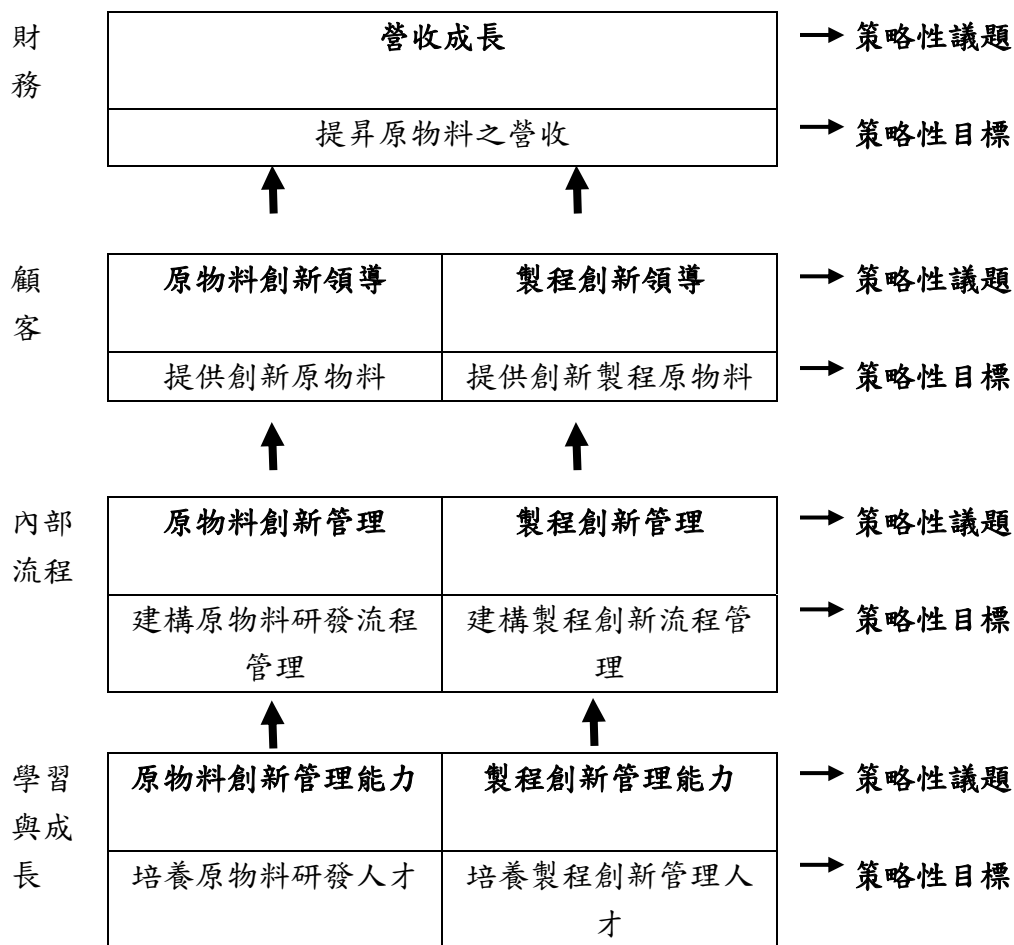 財務
營收成長
策略性議題
提昇原物料之營收
策略性目標
顧客
原物料創新領導
製程創新領導
策略性議題
提供創新原物料
提供創新製程原物料
策略性目標
內部
流程
原物料創新管理
製程創新管理
策略性議題
建構原物料研發流程
管理
建構製程創新流程管
理
策略性目標
學習
與成
長
原物料創新管理能力
製程創新管理能力
策略性議題
培養原物料研發人才
培養製程創新管理人
才
策略性目標